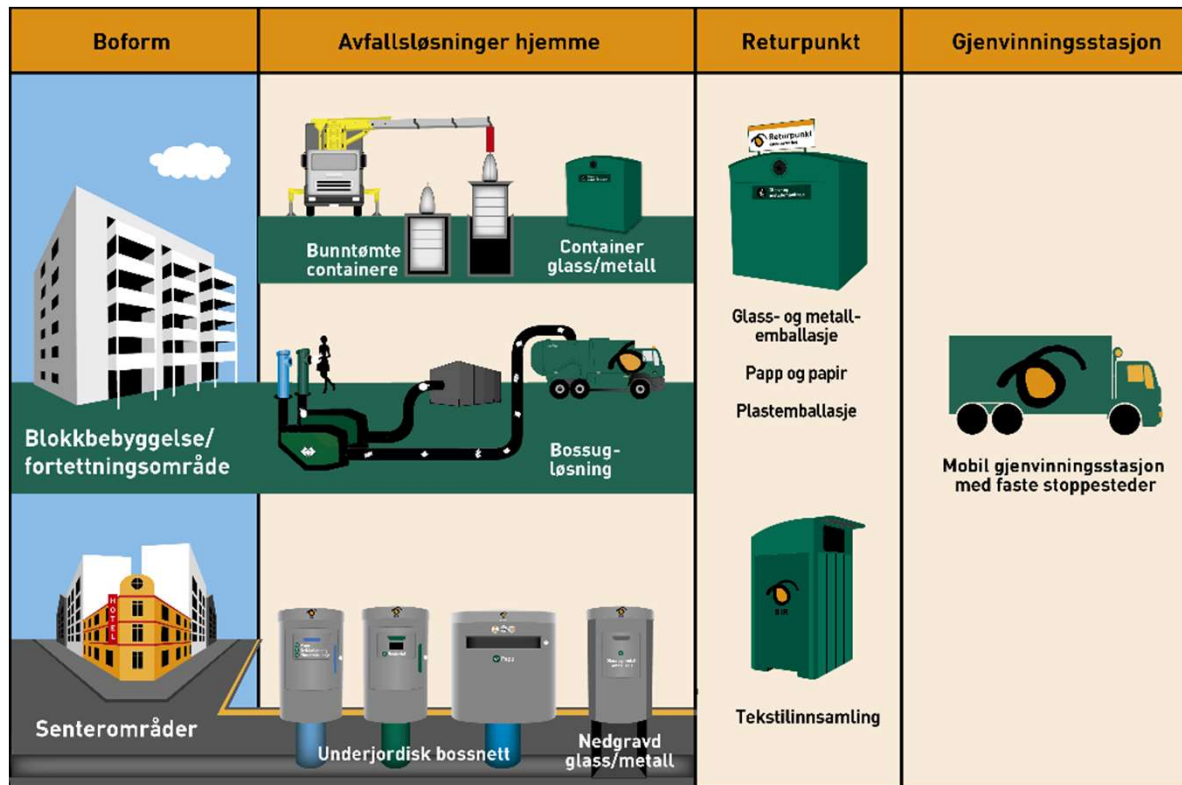 Boform
Avfallsløsninger hjemme
Returpunkt
Gjenvinningsstasjon
Bunntømte
containere
Container
glass/metall
Blokkbebyggelse/
fortettningsområde
Bossug-
løsning
HOTEL
Senterområder
Papp
Underjordisk bossnett
Nedgravd
glass/metall
Returpunkt
Glass- og metall-
emballasje
Papp og papir
Plastemballasje
BIR
Tekstilinnsamling
Mobil gjenvinningsstasjon
med faste stoppesteder